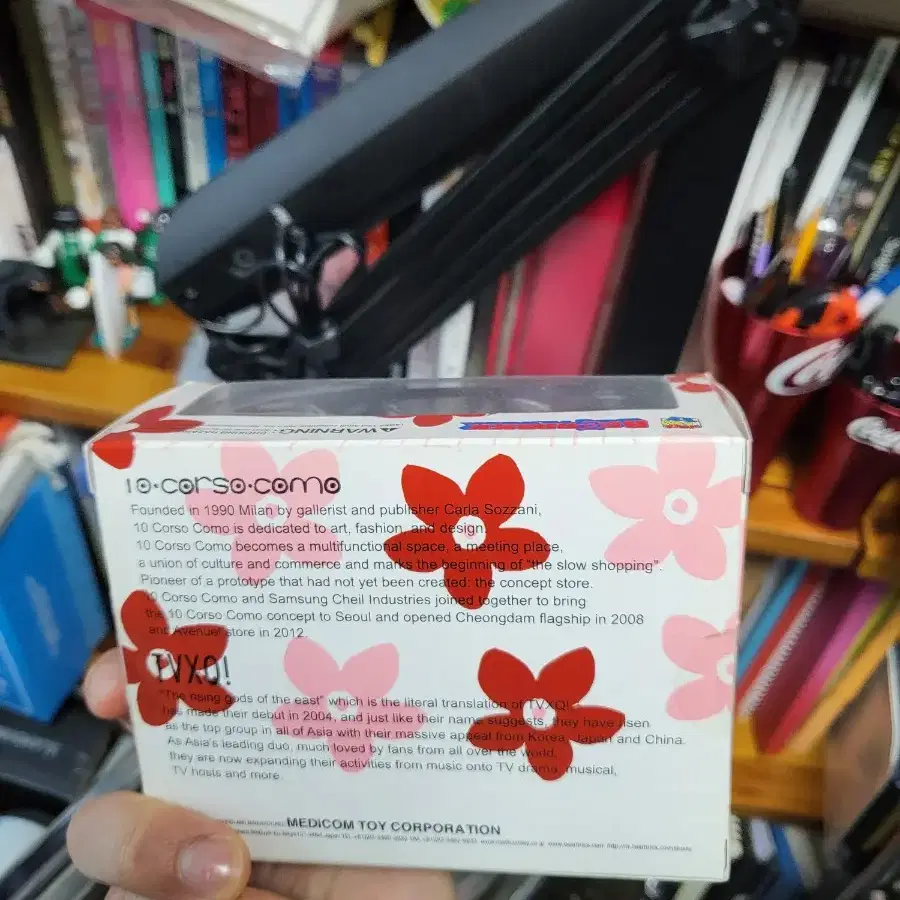 WARNING:
10·corso·como
Founded in 1990 Milan by gallerist and publisher Carla Sozzani,
10 Corso Como is dedicated to art, fashion, and design.
10 Corso Como becomes a multifunctional space, a meeting place,
a union of culture and commerce and marks the beginning of "the slow shopping".
Pioneer of a prototype that had not yet been created: the concept store.
10 Corso Como and Samsung Cheil Industries joined together to bring
the 10 Corso Como concept to Seoul and opened Cheongdam flagship in 2008
and Avenuel store in 2012.
TVXQ!
"The rising gods of the east" which is the literal translation of TVXQ!
has made their debut in 2004, and just like their name suggests, they have risen
as the top group in all of Asia with their massive appeal from Korea, Japan and China.
As Asia's leading duo, much loved by fans from all over the world,
they are now expanding their activities from music onto TV drama, musical,
TV hosts and more.
MEDICOM TOY CORPORATION